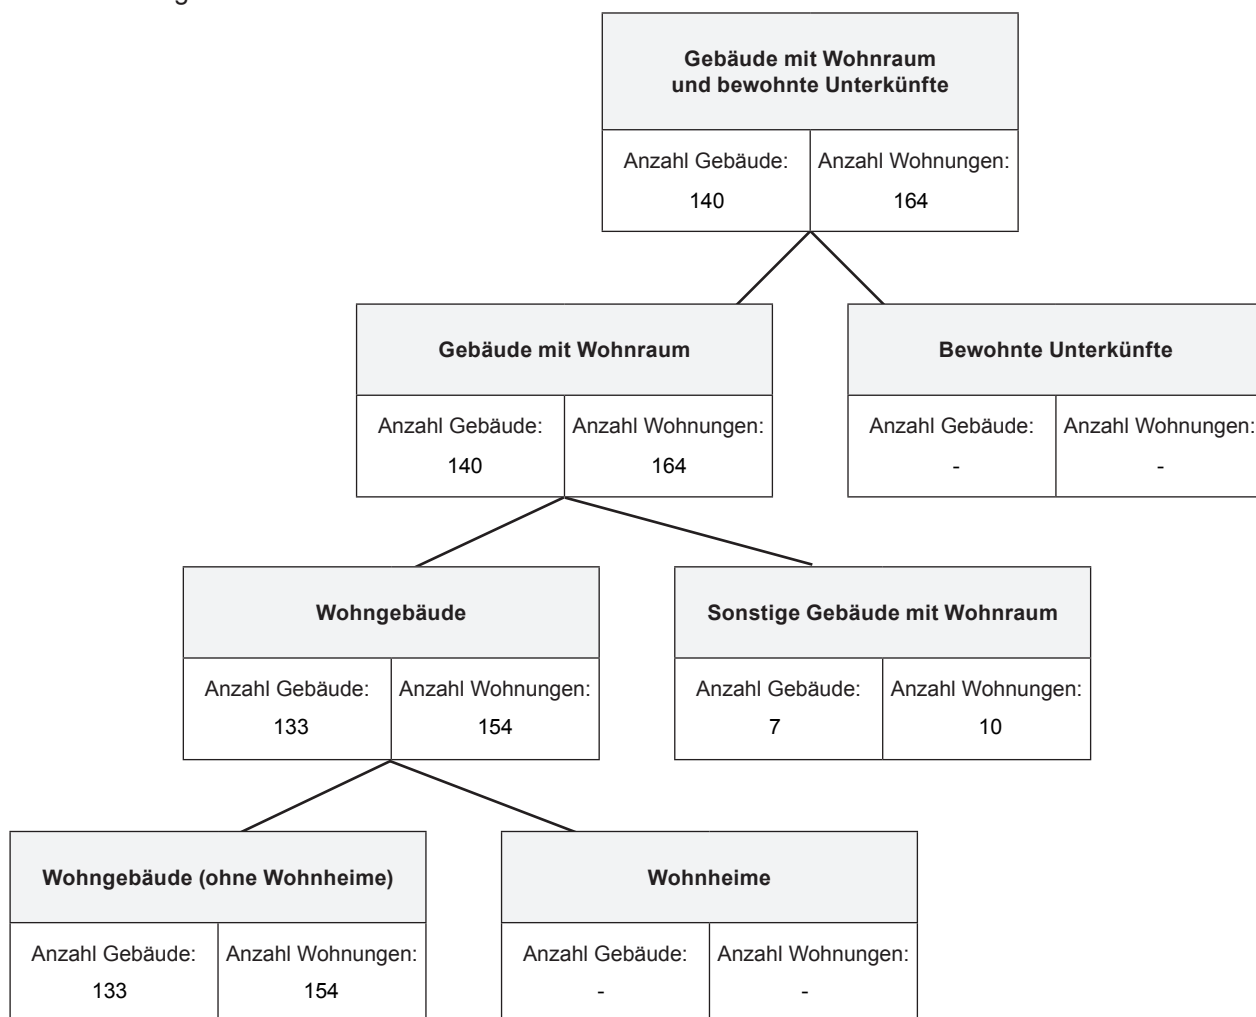 Gebäude mit Wohnraum
und bewohnte Unterkünfte
Anzahl Gebäude: Anzahl Wohnungen:
140 164
Gebäude mit Wohnraum
Bewohnte Unterkünfte
Anzahl Gebäude: Anzahl Wohnungen:
140 164
Anzahl Gebäude: Anzahl Wohnungen:
- -
Wohngebäude
Sonstige Gebäude mit Wohnraum
Anzahl Gebäude: Anzahl Wohnungen:
133 154
Anzahl Gebäude: Anzahl Wohnungen:
7 10
Wohngebäude (ohne Wohnheime)
Wohnheime
Anzahl Gebäude: Anzahl Wohnungen:
133 154
Anzahl Gebäude: Anzahl Wohnungen:
- -